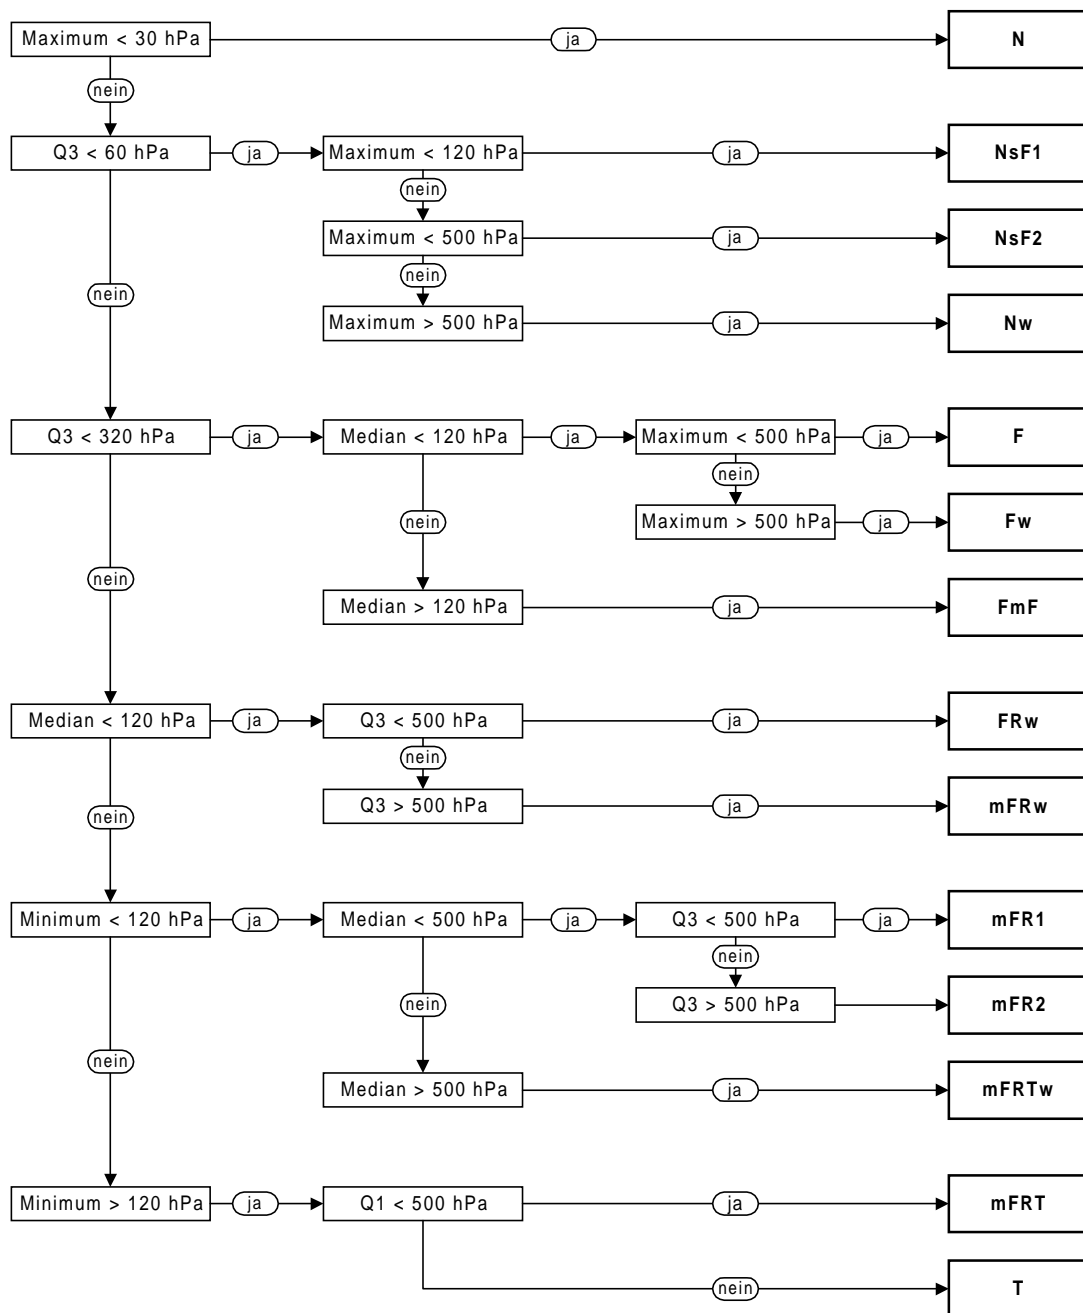 Maximum < 30 hPa
ja
N
nein
Q3 < 60 hPa
ja
Maximum < 120 hPa
ja
NsF1
nein
Maximum < 500 hPa
ja
NsF2
nein
nein
Maximum > 500 hPa
ja
Nw
Q3 < 320 hPa
ja
Median < 120 hPa
ja
Maximum < 500 hPa
ja
F
nein
nein
Maximum > 500 hPa
ja
Fw
nein
Median > 120 hPa
ja
FmF
Median < 120 hPa
ja
Q3 < 500 hPa
ja
FRw
nein
nein
Q3 > 500 hPa
ja
mFRw
Minimum < 120 hPa
ja
Median < 500 hPa
ja
Q3 < 500 hPa
ja
mFR1
nein
nein
Q3 > 500 hPa
mFR2
nein
Median > 500 hPa
ja
mFRTw
Minimum > 120 hPa
ja
Q1 < 500 hPa
ja
mFRT
nein
T